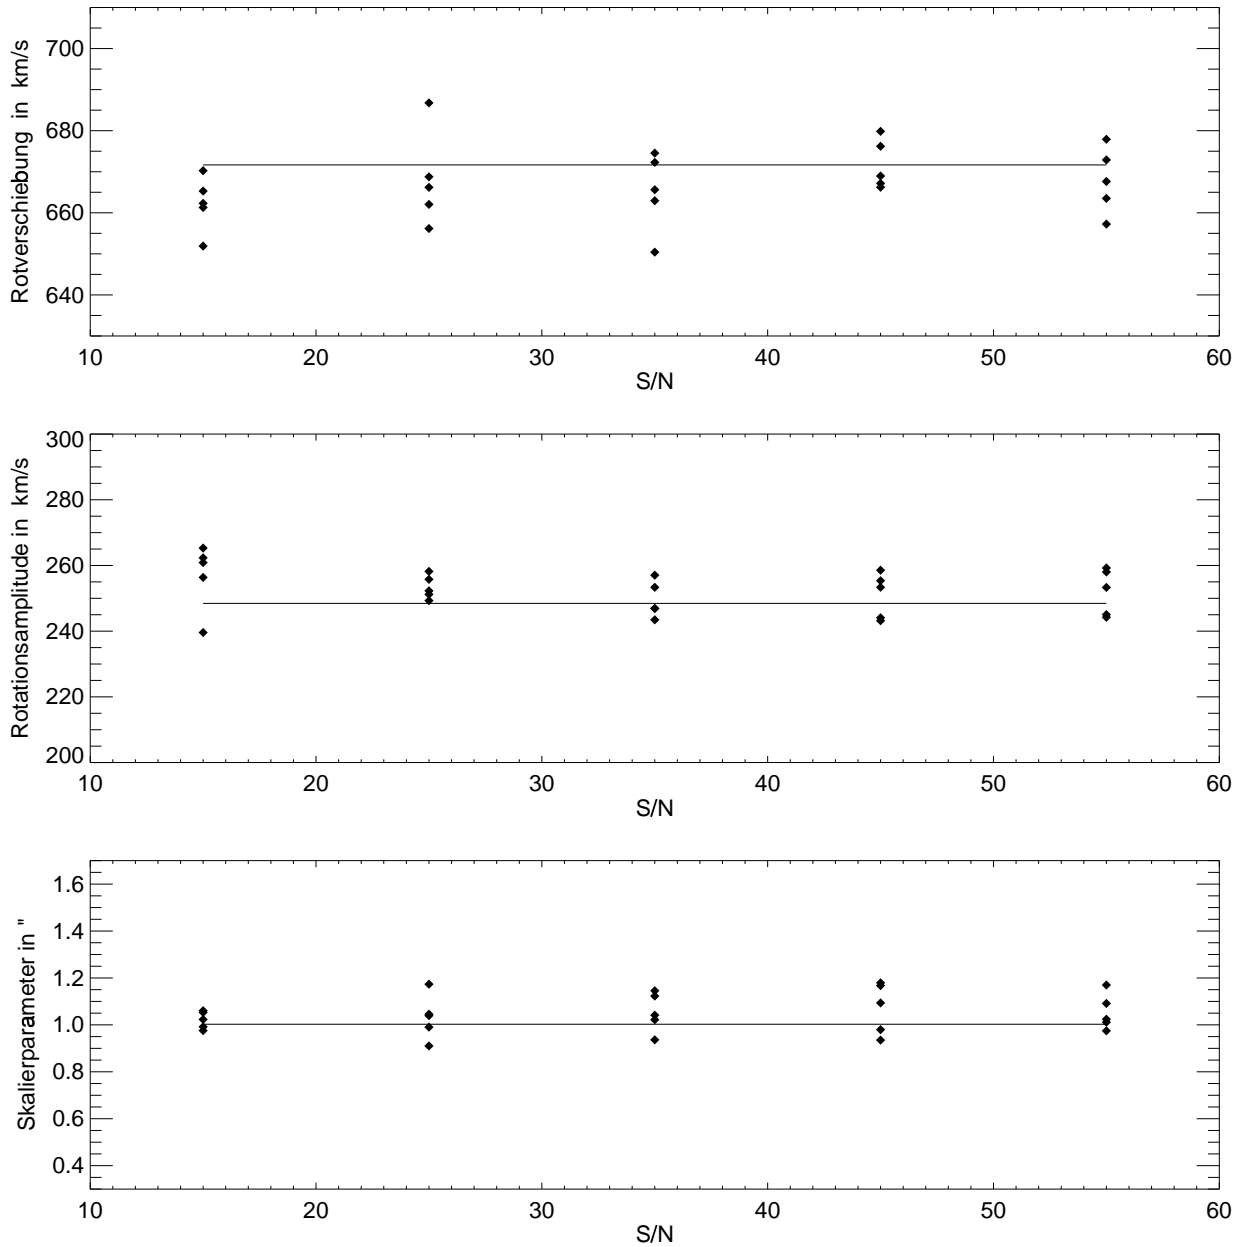 Rotverschiebung in km/s
700
680
660
640
10 20 30 40 50 60
S/N
Rotationsamplitude in km/s
300
280
260
240
220
200
10 20 30 40 50 60
S/N
Skalierparameter in "
1.6
1.4
1.2
1.0
0.8
0.6
0.4
10 20 30 40 50 60
S/N